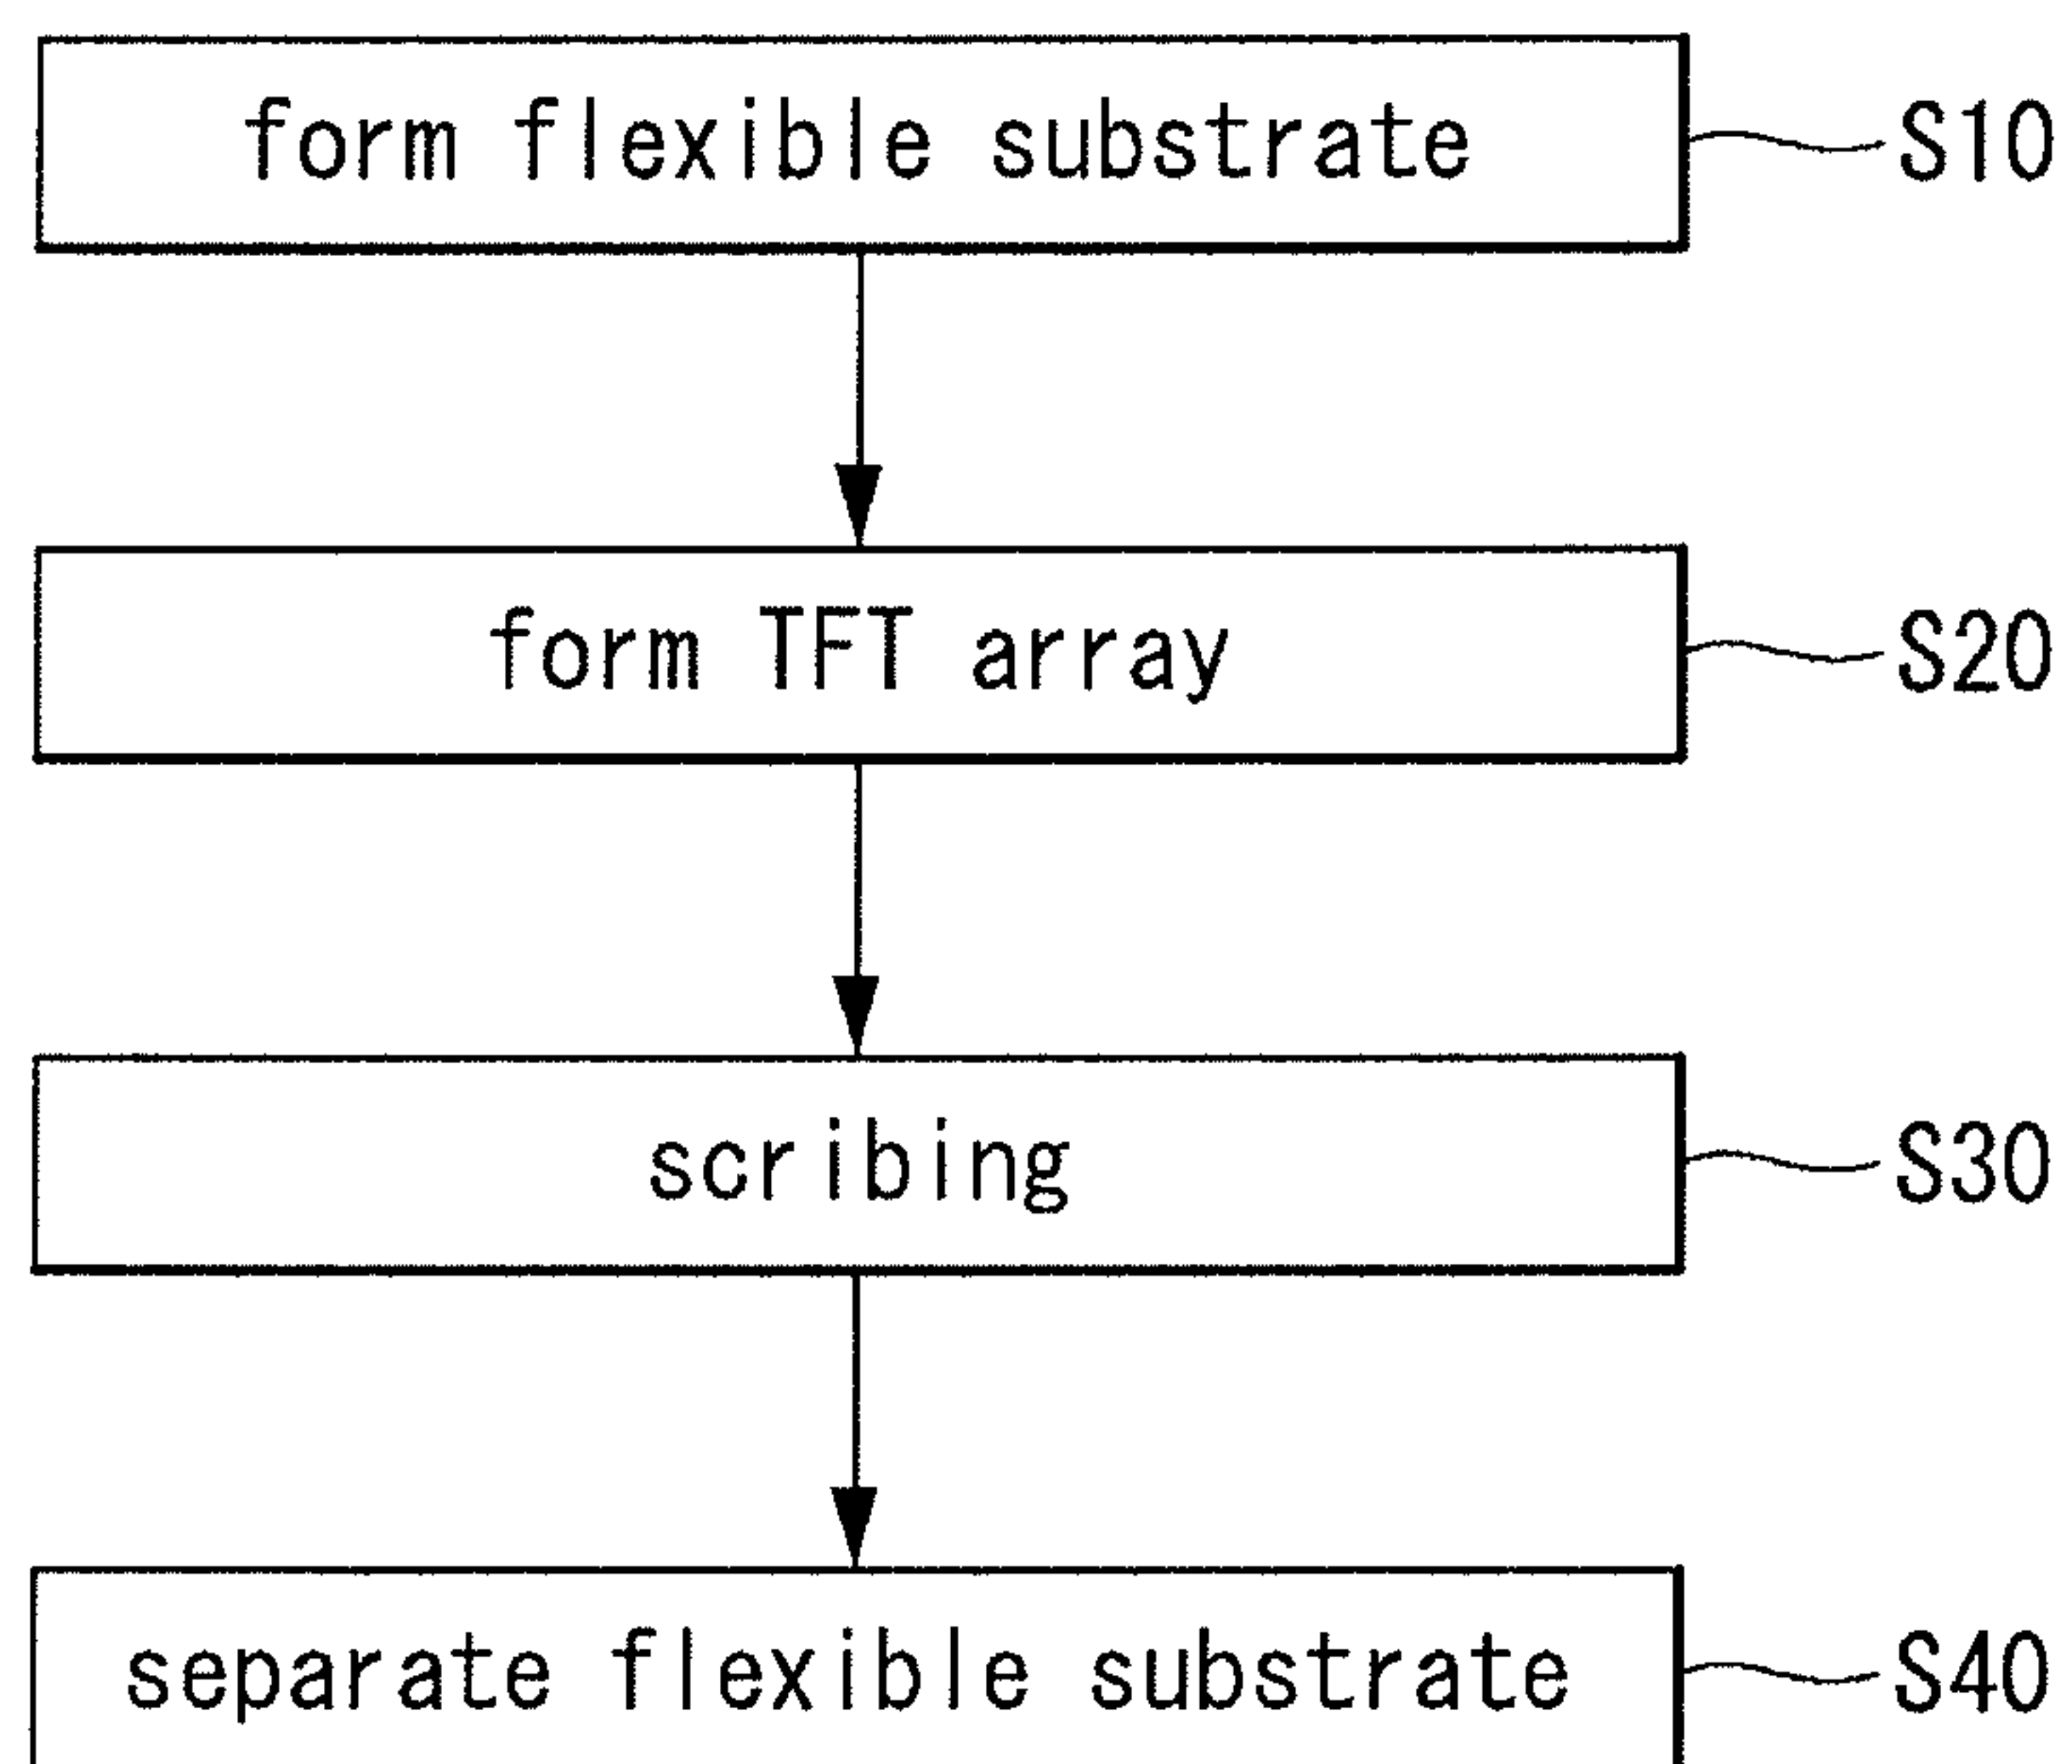 form flexible substrate S10
form TFT array S20
scribing S30
separate flexible substrate S40